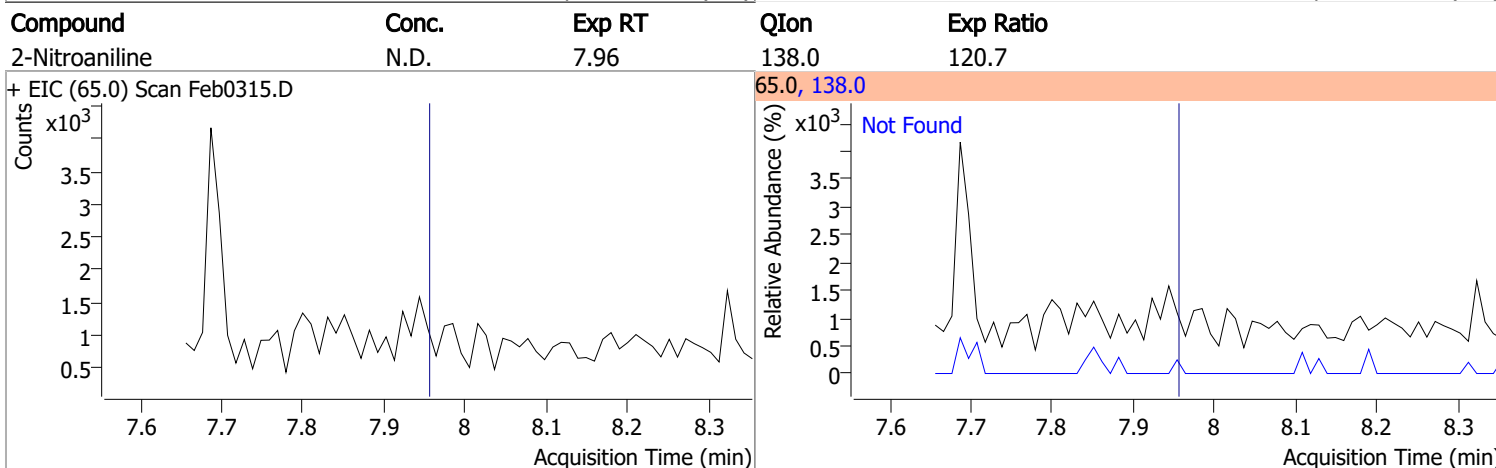 Compound Conc. Exp RT QIon Exp Ratio
2-Nitroaniline N.D. 7.96 138.0 120.7
+ EIC (65.0) Scan Feb0315.D
Counts
x10³
3.5
3
2.5
2
1.5
1
0.5
7.6 7.7 7.8 7.9 8 8.1 8.2 8.3
Acquisition Time (min)
65.0, 138.0
Relative Abundance (%)
x10³
Not Found
3.5
3
2.5
2
1.5
1
0.5
0
7.6 7.7 7.8 7.9 8 8.1 8.2 8.3
Acquisition Time (min)